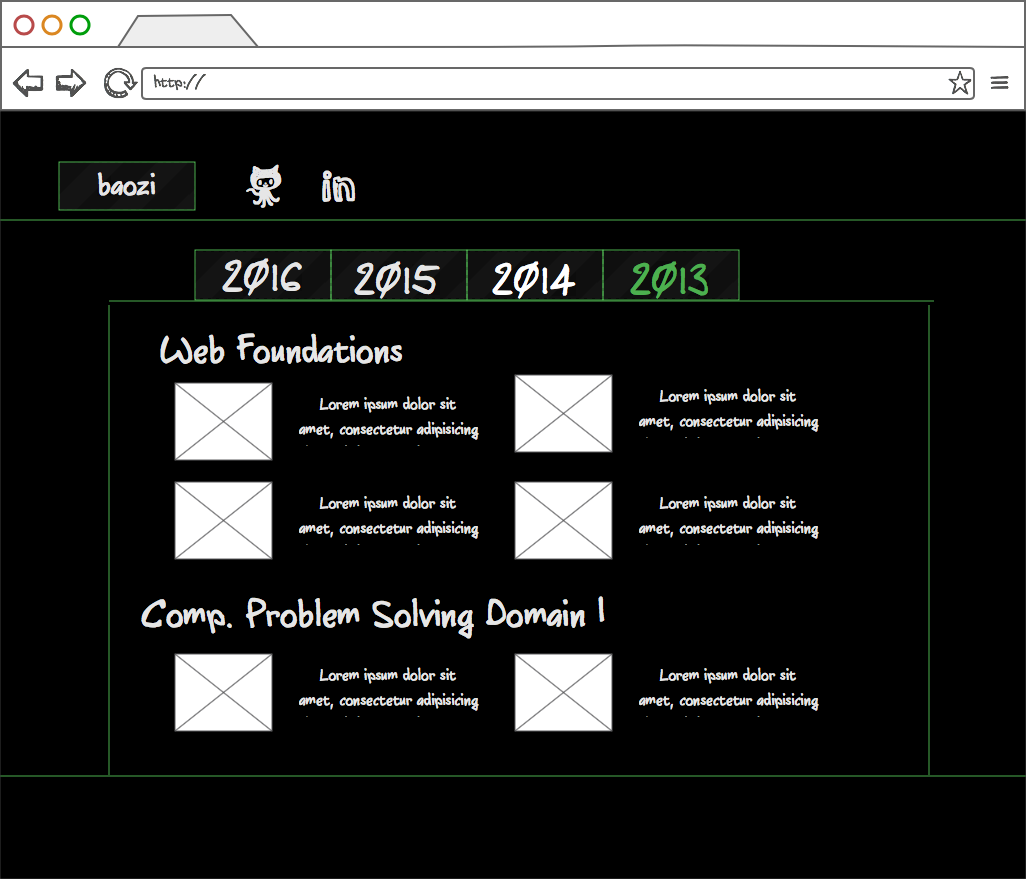 http://
baozi
in
2016 2015 2014 2013
Web Foundations
Lorem ipsum dolor sit
amet, consectetur adipisicing
Lorem ipsum dolor sit
amet, consectetur adipisicing
Lorem ipsum dolor sit
amet, consectetur adipisicing
Lorem ipsum dolor sit
amet, consectetur adipisicing
Comp. Problem Solving Domain 1
Lorem ipsum dolor sit
amet, consectetur adipisicing
Lorem ipsum dolor sit
amet, consectetur adipisicing